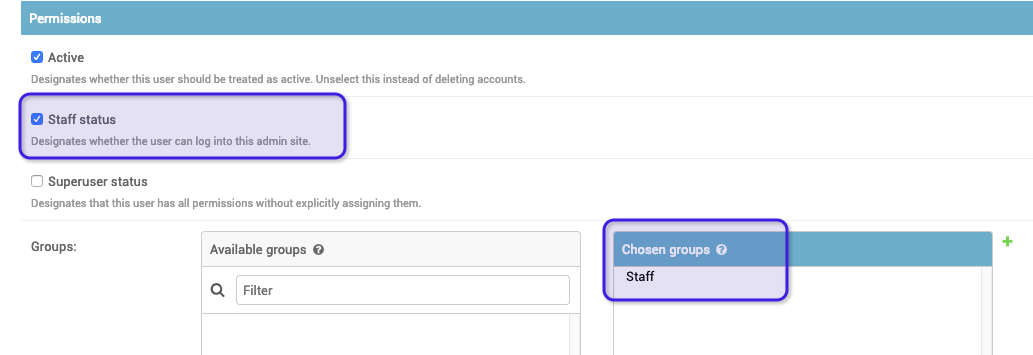 Permissions
Active
Designates whether this user should be treated as active. Unselect this instead of deleting accounts.
Staff status
Designates whether the user can log into this admin site.
Superuser status
Designates that this user has all permissions without explicitly assigning them.
Groups:
Available groups ?
Filter
Chosen groups ?
Staff